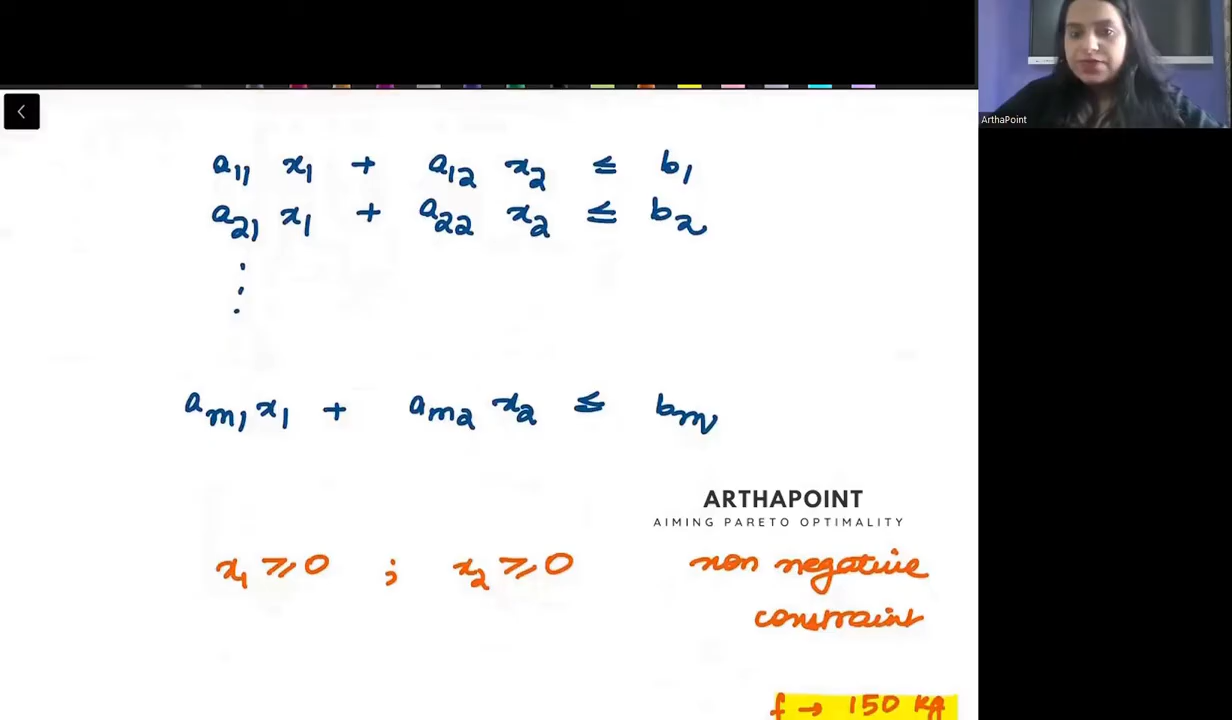 a₁₁ x₁ + a₁₂ x₂ ≤ b₁
a₂₁ x₁ + a₂₂ x₂ ≤ b₂
⋮
aₘ₁ x₁ + aₘ₂ x₂ ≤ bₘ
ARTHAPOINT
AIMING PARETO OPTIMALITY
x₁ ≥ 0 ; x₂ ≥ 0
non negative
constraint
f → 150 kg
ArthaPoint